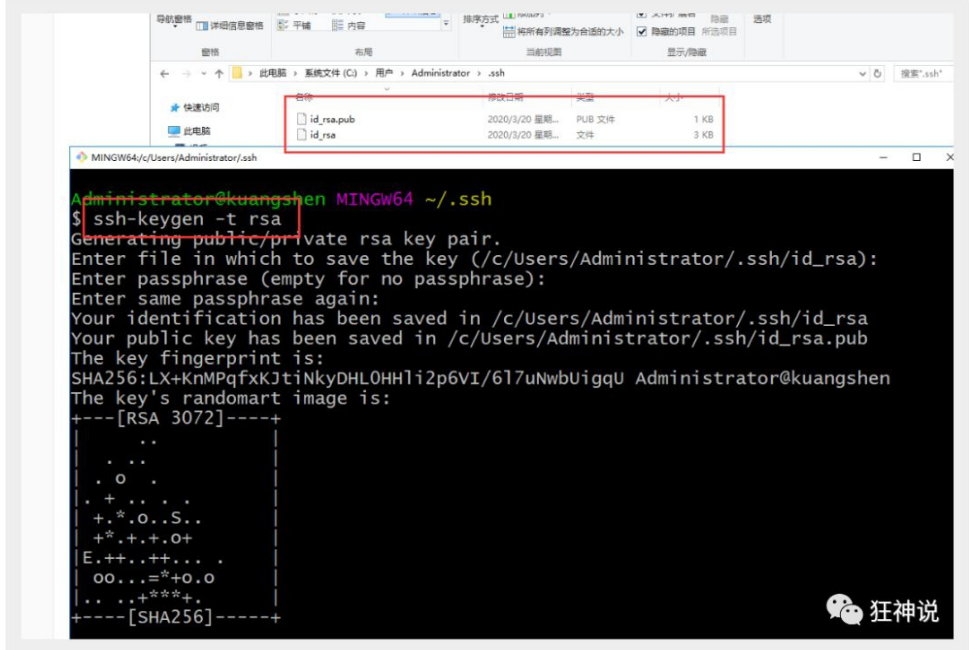 导航窗格 详细信息窗格 平铺 内容 排序方式 将所有列调整为合适的大小 隐藏的项目 隐藏 所选项目 选项
窗格 布局 当前视图 显示/隐藏
此电脑 > 系统文件 (C:) > 用户 > Administrator > .ssh 搜索".ssh"
名称 修改日期 类型 大小
快速访问
id_rsa.pub 2020/3/20 星期... PUB 文件 1 KB
此电脑
id_rsa 2020/3/20 星期... 文件 3 KB
MINGW64:/c/Users/Administrator/.ssh
Administrator@kuangshen MINGW64 ~/.ssh
$ ssh-keygen -t rsa
Generating public/private rsa key pair.
Enter file in which to save the key (/c/Users/Administrator/.ssh/id_rsa):
Enter passphrase (empty for no passphrase):
Enter same passphrase again:
Your identification has been saved in /c/Users/Administrator/.ssh/id_rsa
Your public key has been saved in /c/Users/Administrator/.ssh/id_rsa.pub
The key fingerprint is:
SHA256:LX+KnMPqfxKJtiNkyDHL0HHli2p6VI/6l7uNwbUigqU Administrator@kuangshen
The key's randomart image is:
+---[RSA 3072]----+
|     ..          |
|  . ..           |
| . o  .          |
|. + .. . .       |
| +.*.o..S..      |
| +*.+.+.o+       |
|E.++..++... .    |
| oo...=*+o.o     |
|.. ..+***+.      |
+----[SHA256]-----+
狂神说